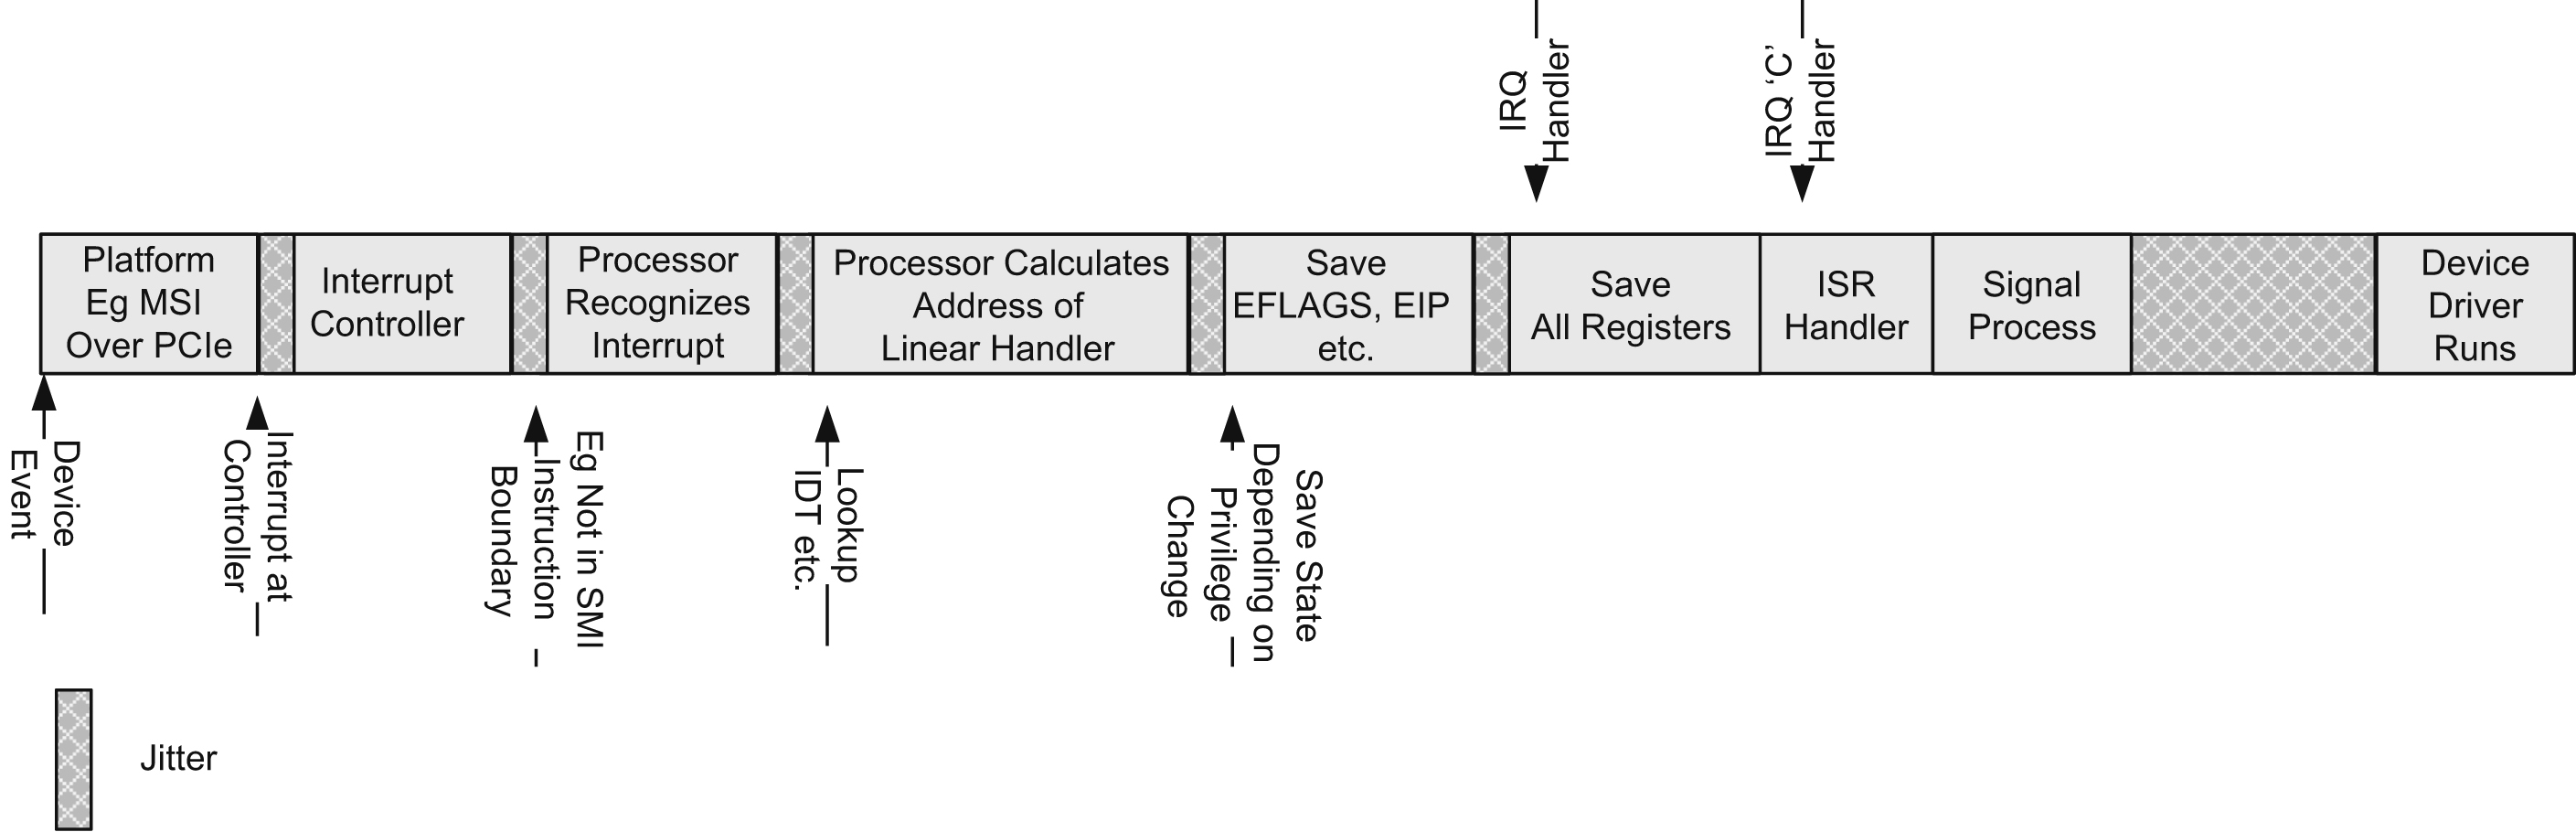 IRQ
Handler
IRQ ‘C’
Handler
Platform
Eg MSI
Over PCIe
Interrupt
Controller
Processor
Recognizes
Interrupt
Processor Calculates
Address of
Linear Handler
Save
EFLAGS, EIP
etc.
Save
All Registers
ISR
Handler
Signal
Process
Device
Driver
Runs
Device
Event
Interrupt at
Controller
Eg Not in SMI
Instruction
Boundary
Lookup
IDT etc.
Save State
Depending on
Privilege
Change
Jitter